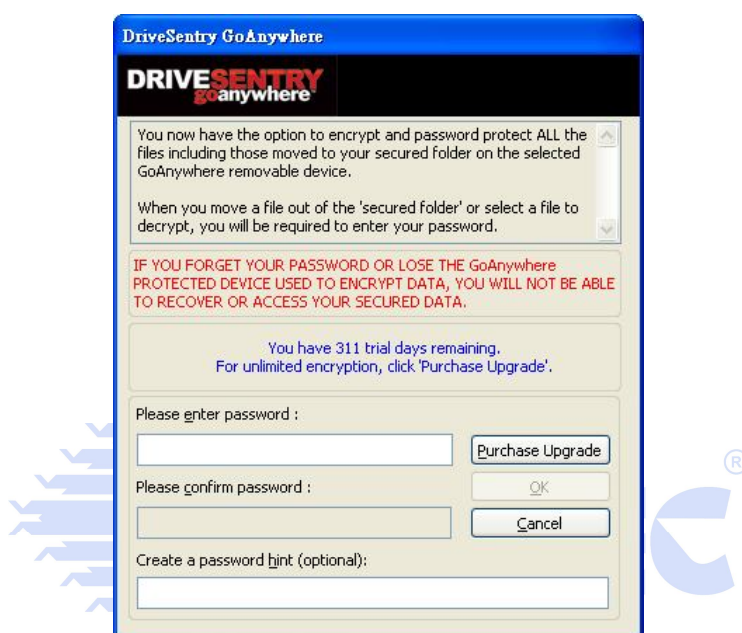 DriveSentry GoAnywhere
DRIVESENTRY
goanywhere
You now have the option to encrypt and password protect ALL the
files including those moved to your secured folder on the selected
GoAnywhere removable device.
When you move a file out of the 'secured folder' or select a file to
decrypt, you will be required to enter your password.
IF YOU FORGET YOUR PASSWORD OR LOSE THE GoAnywhere
PROTECTED DEVICE USED TO ENCRYPT DATA, YOU WILL NOT BE ABLE
TO RECOVER OR ACCESS YOUR SECURED DATA.
You have 311 trial days remaining.
For unlimited encryption, click 'Purchase Upgrade'.
Please enter password :
Purchase Upgrade
Please confirm password :
OK
Cancel
Create a password hint (optional):
C®